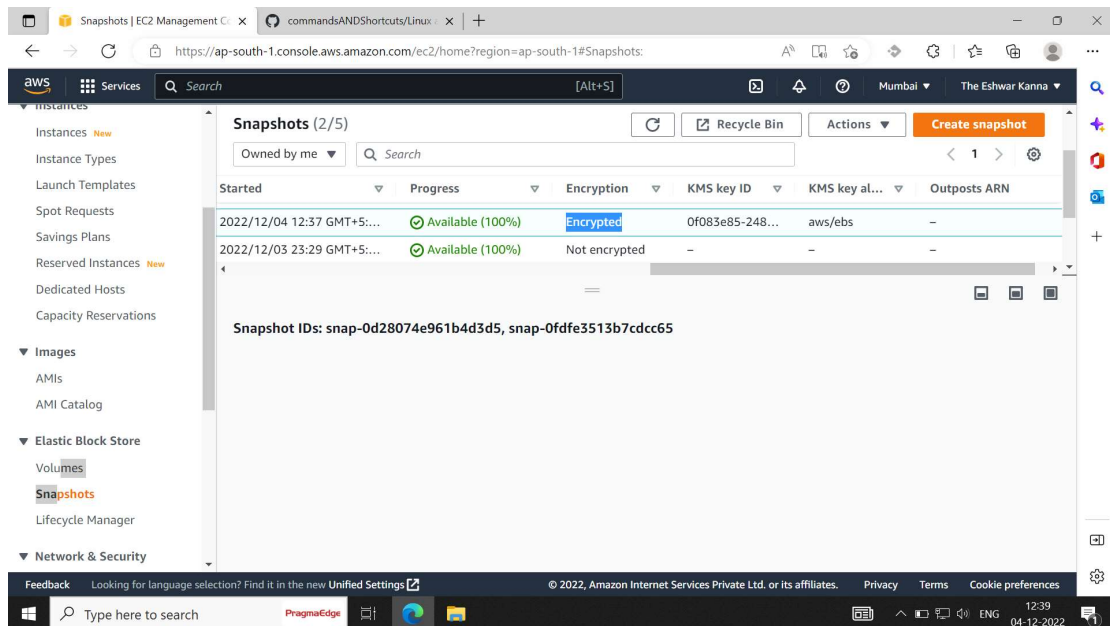 Snapshots | EC2 Management Co
commandsANDShortcuts/Linux
https://ap-south-1.console.aws.amazon.com/ec2/home?region=ap-south-1#Snapshots:
aws
Services
Search
[Alt+S]
Mumbai
The Eshwar Kanna
Instances
Instances New
Instance Types
Launch Templates
Spot Requests
Savings Plans
Reserved Instances New
Dedicated Hosts
Capacity Reservations
Images
AMIs
AMI Catalog
Elastic Block Store
Volumes
Snapshots
Lifecycle Manager
Network & Security
Snapshots (2/5)
Recycle Bin
Actions
Create snapshot
Owned by me
Search
1
Started Progress Encryption KMS key ID KMS key al... Outposts ARN
2022/12/04 12:37 GMT+5:... Available (100%) Encrypted 0f083e85-248... aws/ebs –
2022/12/03 23:29 GMT+5:... Available (100%) Not encrypted – – –
Snapshot IDs: snap-0d28074e961b4d3d5, snap-0fdfe3513b7cdcc65
Feedback
Looking for language selection? Find it in the new Unified Settings
© 2022, Amazon Internet Services Private Ltd. or its affiliates.
Privacy
Terms
Cookie preferences
Type here to search
PragmaEdge
ENG
12:39
04-12-2022
1